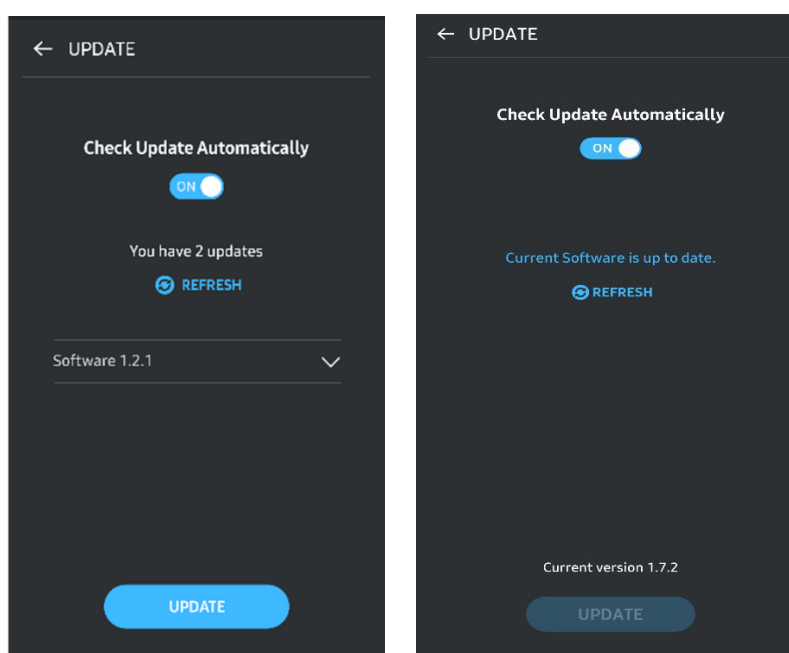 ← UPDATE
Check Update Automatically
ON
You have 2 updates
REFRESH
Software 1.2.1
UPDATE
← UPDATE
Check Update Automatically
ON
Current Software is up to date.
REFRESH
Current version 1.7.2
UPDATE